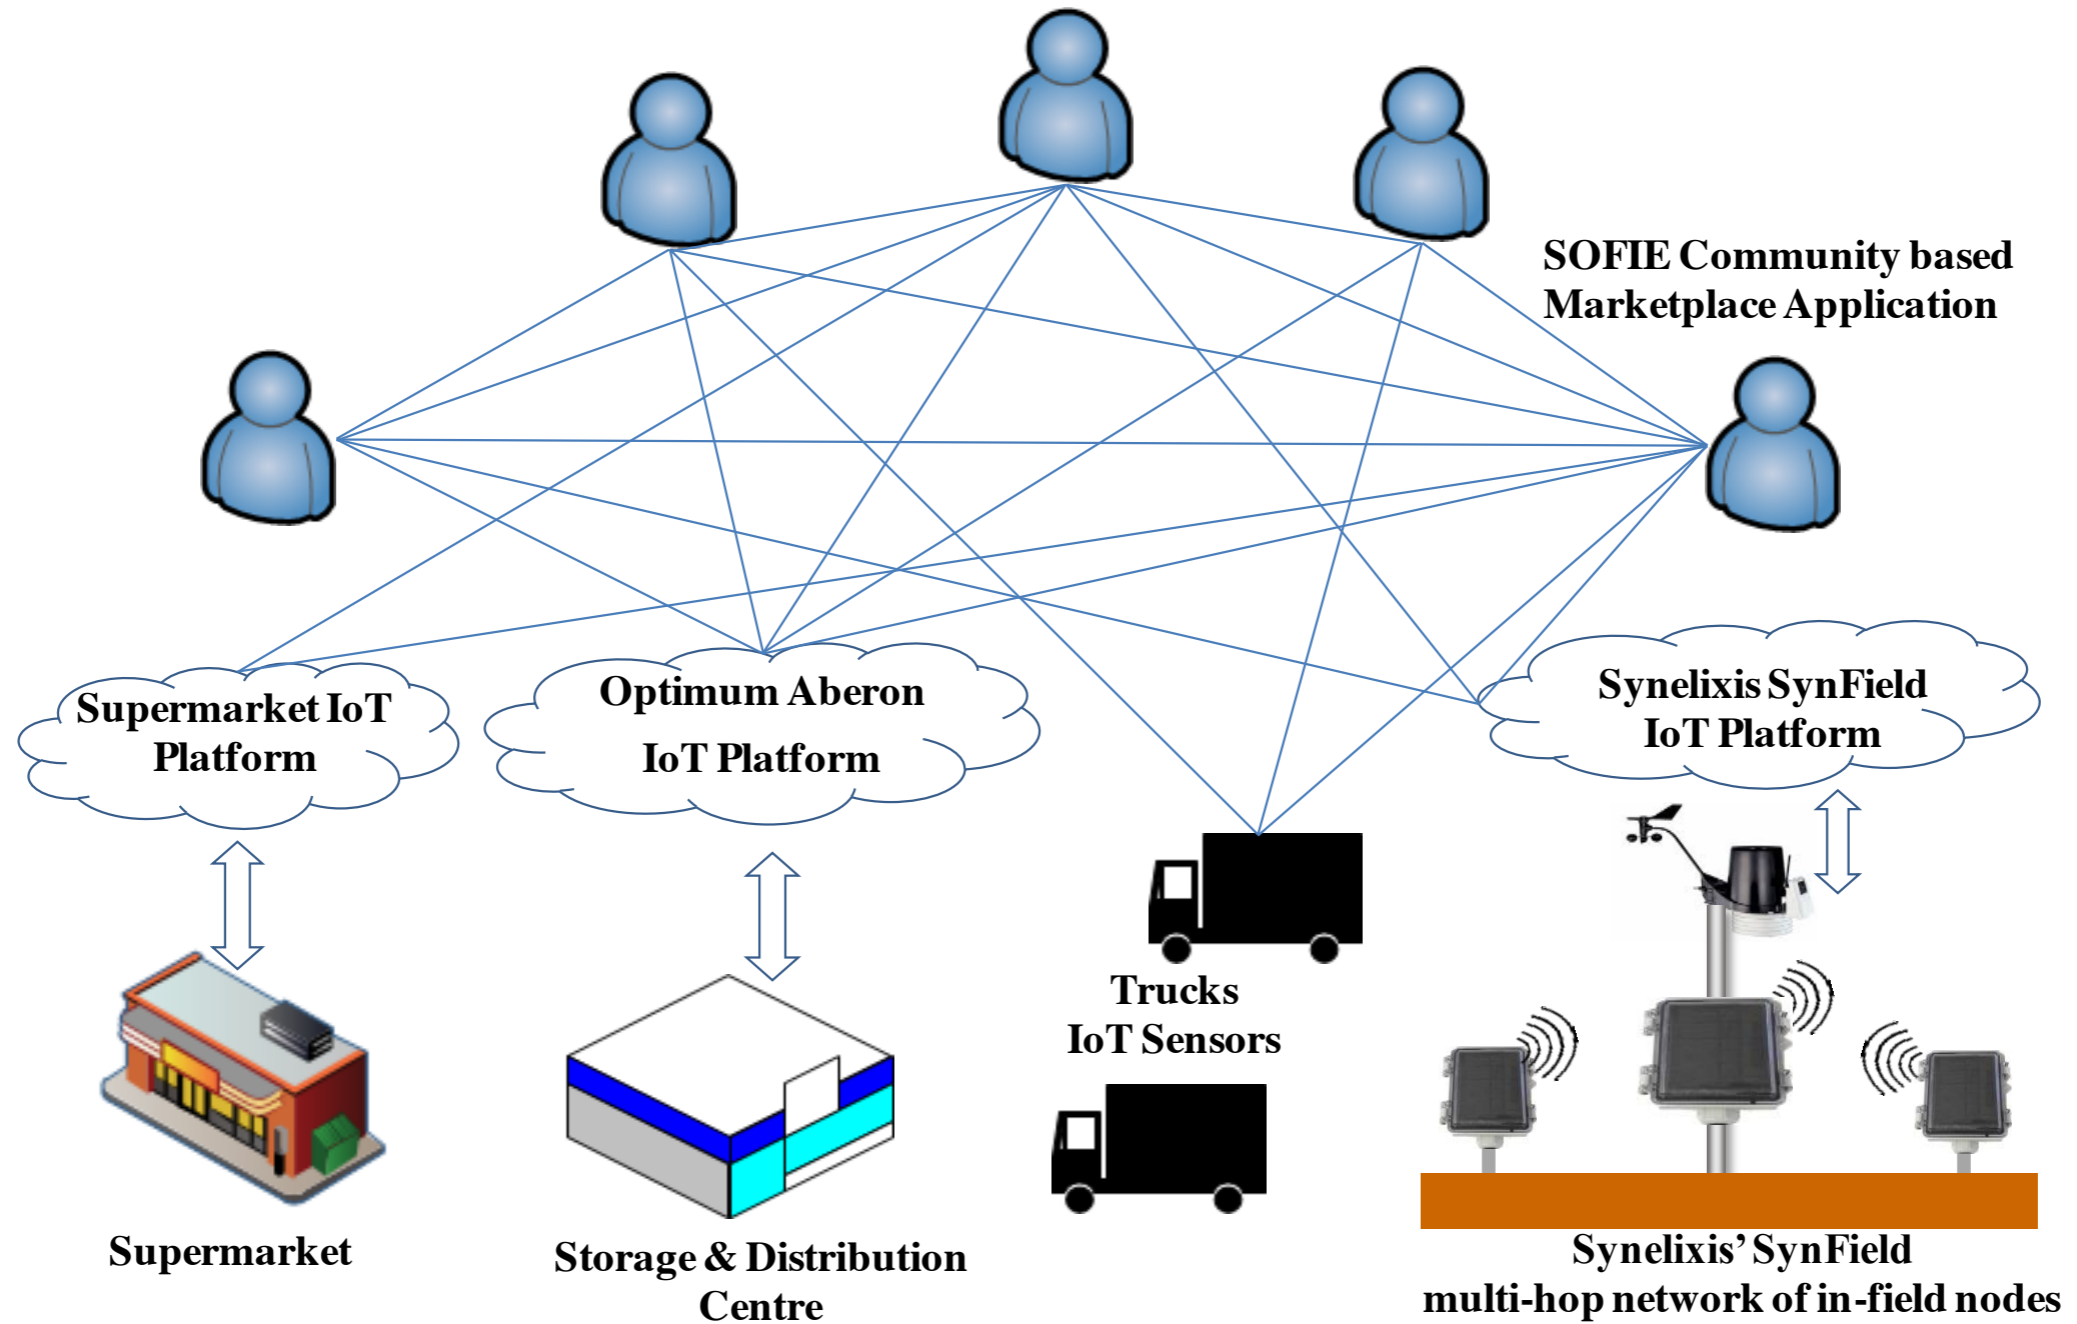 SOFIE Community based
Marketplace Application
Supermarket IoT
Platform
Optimum Aberon
IoT Platform
Synelixis SynField
IoT Platform
Trucks
IoT Sensors
Supermarket
Storage & Distribution
Centre
Synelixis’ SynField
multi-hop network of in-field nodes